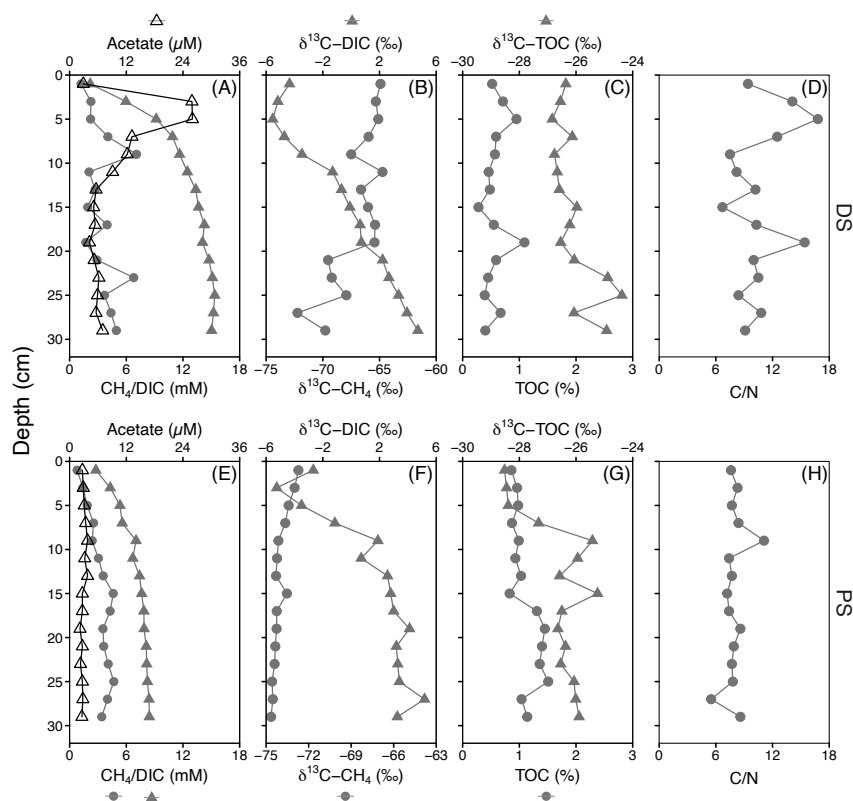 Acetate (μM)
δ¹³C−DIC (‰)
δ¹³C−TOC (‰)
0 12 24 36
−6 −2 2 6
−30 −28 −26 −24
0
5
10
15
20
25
30
(A)
(B)
(C)
(D)
DS
0 6 12 18
−75 −70 −65 −60
0 1 2 3
0 6 12 18
CH₄/DIC (mM)
δ¹³C−CH₄ (‰)
TOC (%)
C/N
Depth (cm)
Acetate (μM)
δ¹³C−DIC (‰)
δ¹³C−TOC (‰)
0 12 24 36
−6 −2 2 6
−30 −28 −26 −24
0
5
10
15
20
25
30
(E)
(F)
(G)
(H)
PS
0 6 12 18
−75 −72 −69 −66 −63
0 1 2 3
0 6 12 18
CH₄/DIC (mM)
δ¹³C−CH₄ (‰)
TOC (%)
C/N